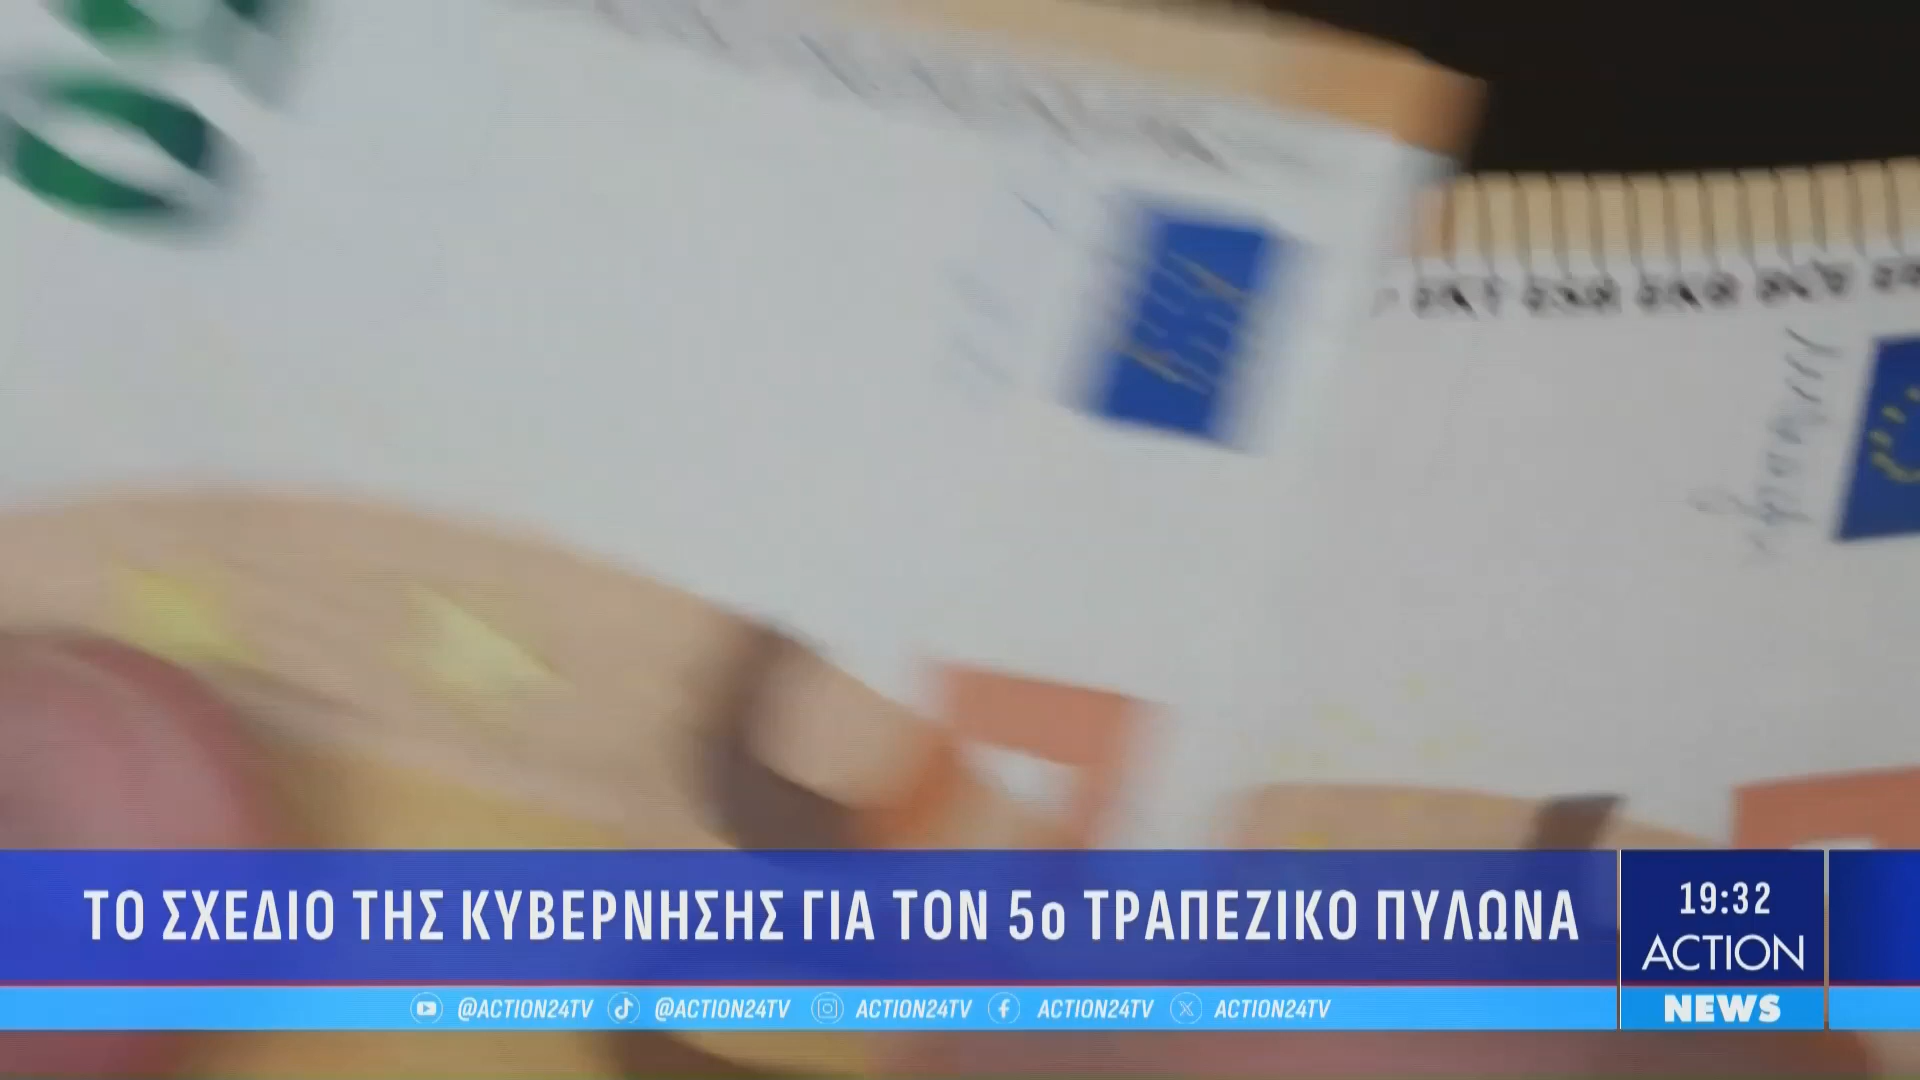 ΤΟ ΣΧΕΔΙΟ ΤΗΣ ΚΥΒΕΡΝΗΣΗΣ ΓΙΑ ΤΟΝ 5ο ΤΡΑΠΕΖΙΚΟ ΠΥΛΩΝΑ
19:32
ACTION
NEWS
@ACTION24TV @ACTION24TV ACTION24TV ACTION24TV ACTION24TV